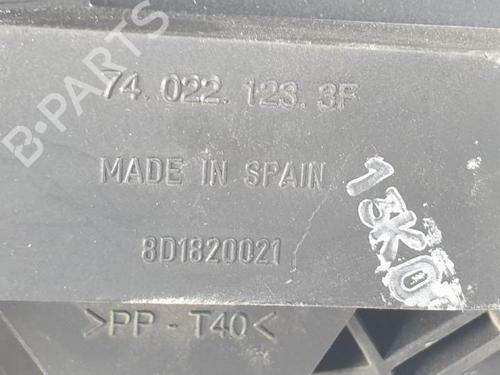 B-PARTS
74.022.123.3F
MADE IN SPAIN
8D1820021
>PP-T40<